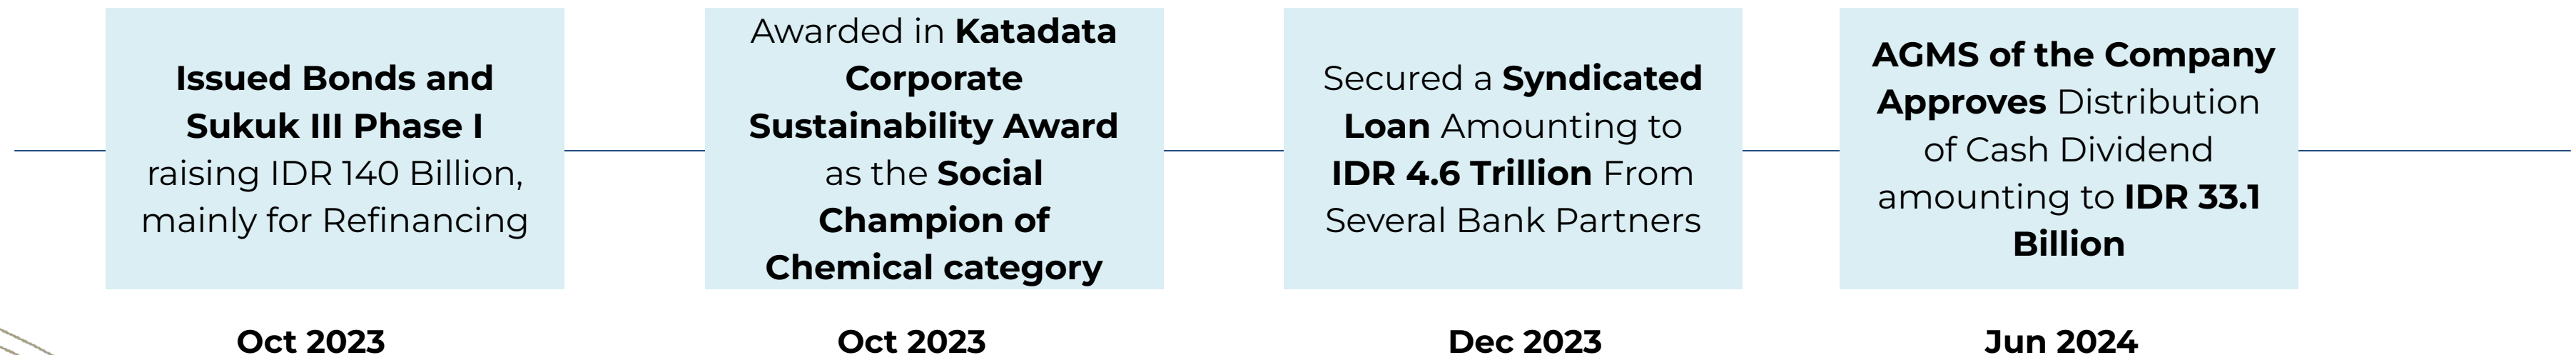 Issued Bonds and
Sukuk III Phase I
raising IDR 140 Billion,
mainly for Refinancing
Oct 2023
Awarded in Katadata
Corporate
Sustainability Award
as the Social
Champion of
Chemical category
Oct 2023
Secured a Syndicated
Loan Amounting to
IDR 4.6 Trillion From
Several Bank Partners
Dec 2023
AGMS of the Company
Approves Distribution
of Cash Dividend
amounting to IDR 33.1
Billion
Jun 2024